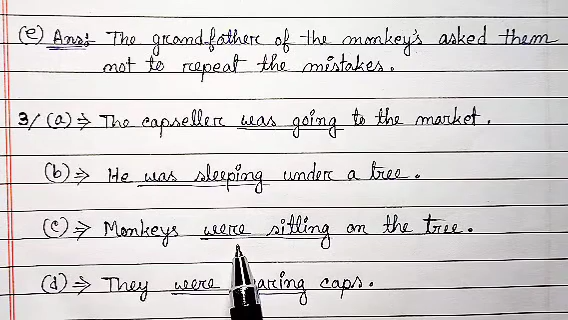 (e) Ans: The grandfather of the monkey's asked them
not to repeat the mistakes.
3/ (a) ⇒ The capseller was going to the market.
(b) ⇒ He was sleeping under a tree.
(c) ⇒ Monkeys were sitting on the tree.
(d) ⇒ They were caps.